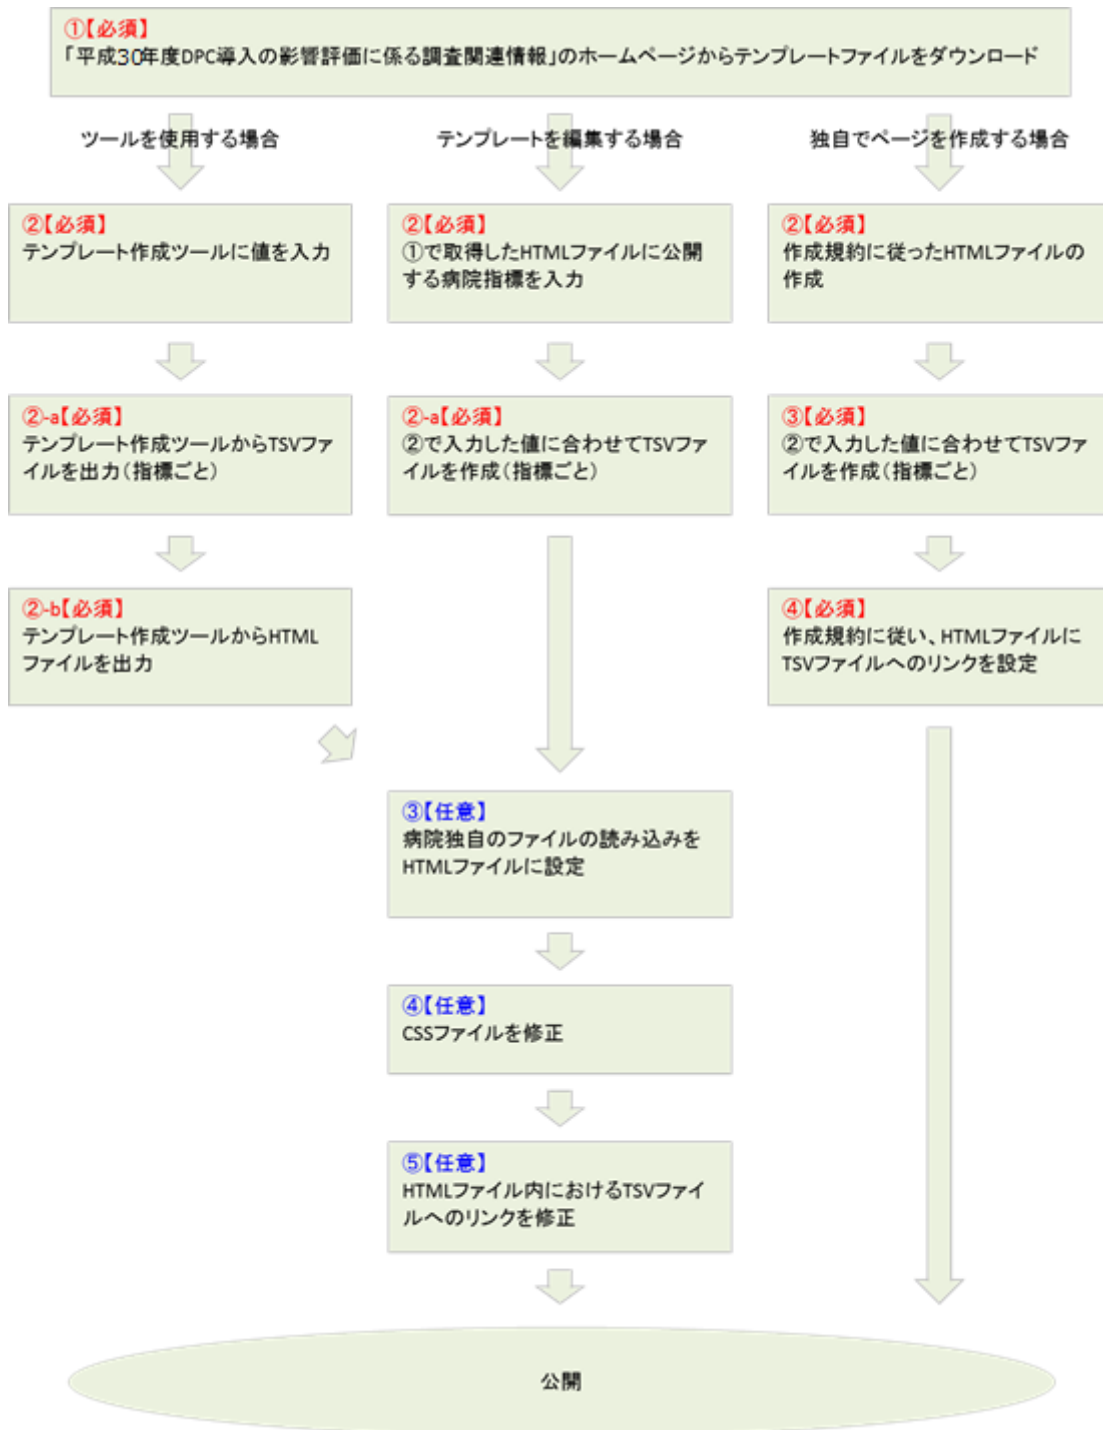 ①【必須】
「平成30年度DPC導入の影響評価に係る調査関連情報」のホームページからテンプレートファイルをダウンロード
ツールを使用する場合
テンプレートを編集する場合
独自でページを作成する場合
②【必須】
テンプレート作成ツールに値を入力
②【必須】
①で取得したHTMLファイルに公開
する病院指標を入力
②【必須】
作成規約に従ったHTMLファイルの
作成
②-a【必須】
テンプレート作成ツールからTSVファ
イルを出力(指標ごと)
②-a【必須】
②で入力した値に合わせてTSVファ
イルを作成(指標ごと)
③【必須】
②で入力した値に合わせてTSVファ
イルを作成(指標ごと)
②-b【必須】
テンプレート作成ツールからHTML
ファイルを出力
④【必須】
作成規約に従い、HTMLファイルに
TSVファイルへのリンクを設定
③【任意】
病院独自のファイルの読み込みを
HTMLファイルに設定
④【任意】
CSSファイルを修正
⑤【任意】
HTMLファイル内におけるTSVファイ
ルへのリンクを修正
公開